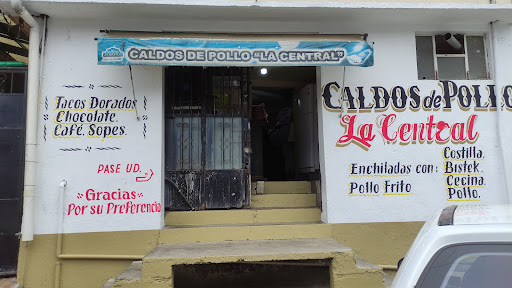 CALDOS DE POLLO "LA CENTRAL"
Tacos Dorados
Chocolate.
Café, Sopes.
PASE UD.
Gracias
Por su Preferencia
CALDOS de POLLO
La Central
Enchiladas con:
Pollo Frito
Costilla.
Bistek.
Cecina.
Pollo.